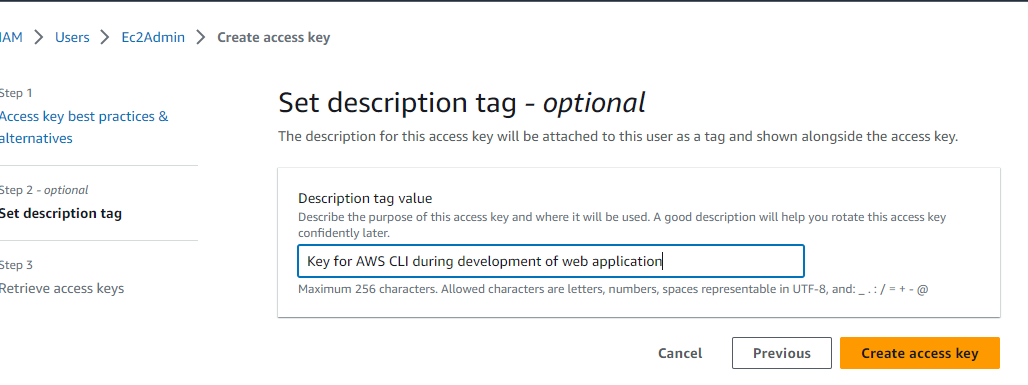 IAM > Users > Ec2Admin > Create access key
Step 1
Access key best practices &
alternatives
Step 2 - optional
Set description tag
Step 3
Retrieve access keys
Set description tag - optional
The description for this access key will be attached to this user as a tag and shown alongside the access key.
Description tag value
Describe the purpose of this access key and where it will be used. A good description will help you rotate this access key
confidently later.
Key for AWS CLI during development of web application
Maximum 256 characters. Allowed characters are letters, numbers, spaces representable in UTF-8, and: _ . : / = + - @
Cancel
Previous
Create access key